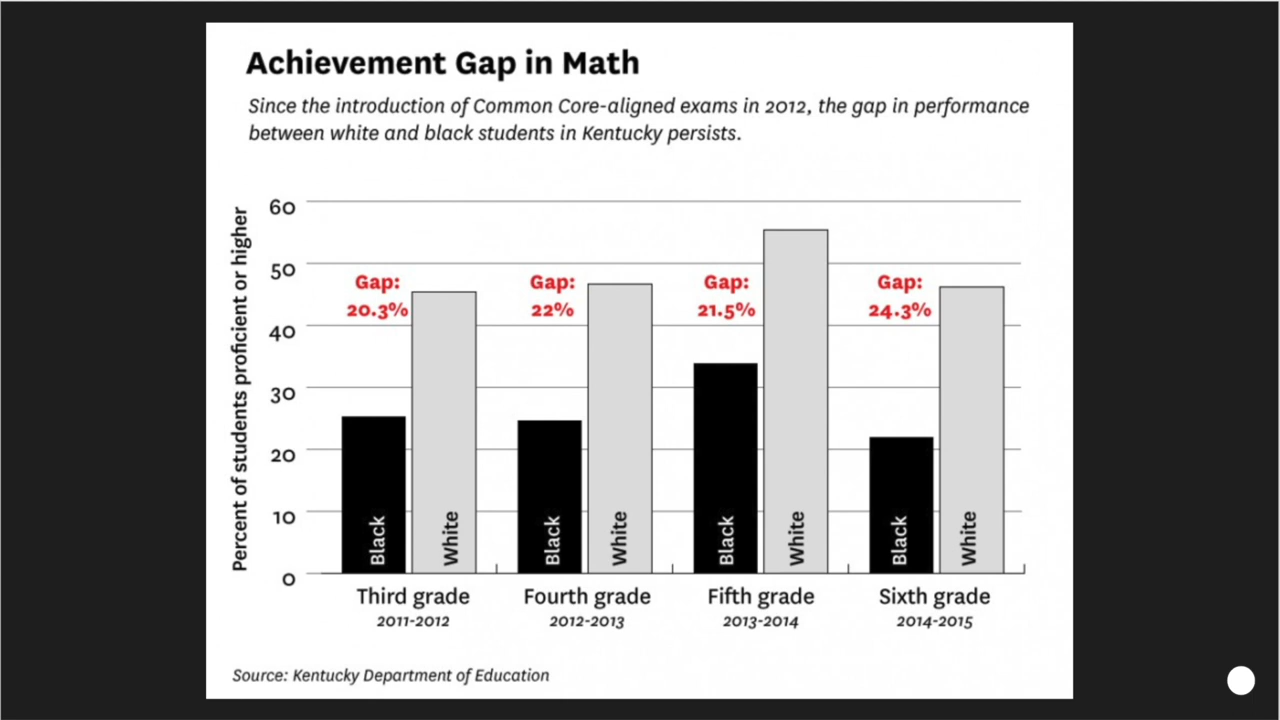 Achievement Gap in Math
Since the introduction of Common Core-aligned exams in 2012, the gap in performance
between white and black students in Kentucky persists.
Percent of students proficient or higher
60
50
40
30
20
10
0
Gap:
20.3%
Gap:
22%
Gap:
21.5%
Gap:
24.3%
Black
White
Black
White
Black
White
Black
White
Third grade
2011-2012
Fourth grade
2012-2013
Fifth grade
2013-2014
Sixth grade
2014-2015
Source: Kentucky Department of Education